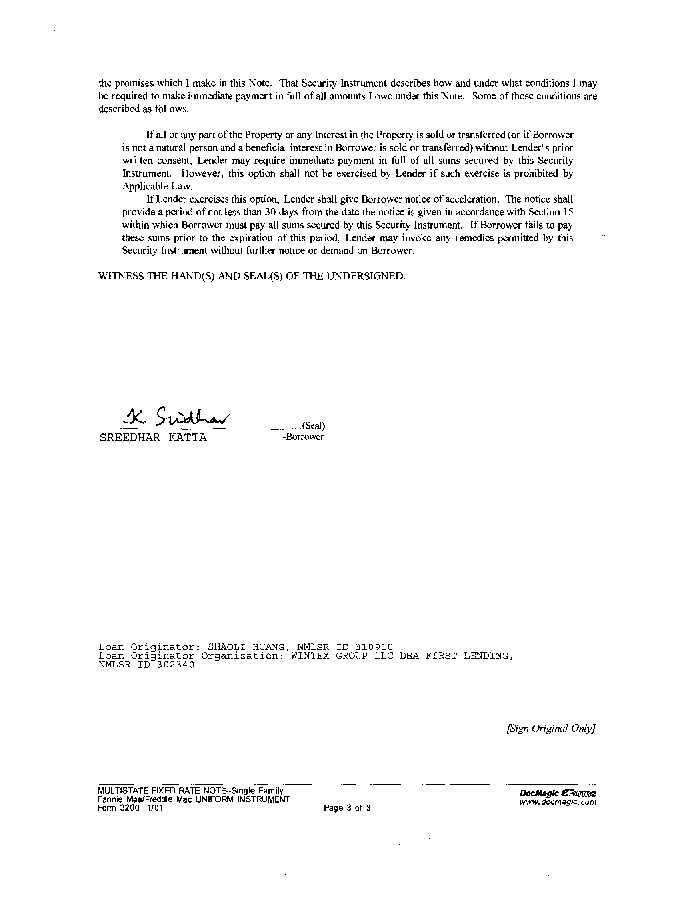 the promises which I make in this Note. That Security Instrument describes how and under what conditions I may
be required to make immediate payment in full of all amounts I owe under this Note. Some of those conditions are
described as follows:
If all or any part of the Property or any Interest in the Property is sold or transferred (or if Borrower
is not a natural person and a beneficial interest in Borrower is sold or transferred) without Lender's prior
written consent, Lender may require immediate payment in full of all sums secured by this Security
Instrument. However, this option shall not be exercised by Lender if such exercise is prohibited by
Applicable Law.
If Lender exercises this option, Lender shall give Borrower notice of acceleration. The notice shall
provide a period of not less than 30 days from the date the notice is given in accordance with Section 15
within which Borrower must pay all sums secured by this Security Instrument. If Borrower fails to pay
these sums prior to the expiration of this period, Lender may invoke any remedies permitted by this
Security Instrument without further notice or demand on Borrower.
WITNESS THE HAND(S) AND SEAL(S) OF THE UNDERSIGNED.
K Sridhar
(Seal)
SREEDHAR KATTA -Borrower
Loan Originator: SHAOLI HUANG, NMLSR ID
Loan Originator Organization: WINTEX GROUP LLC DBA FIRST LENDING,
NMLSR ID 302340
[Sign Original Only]
MULTISTATE FIXED RATE NOTE--Single Family
Fannie Mae/Freddie Mac UNIFORM INSTRUMENT
Form 3200 1/01 Page 3 of 3
DocMagic
www.docmagic.com